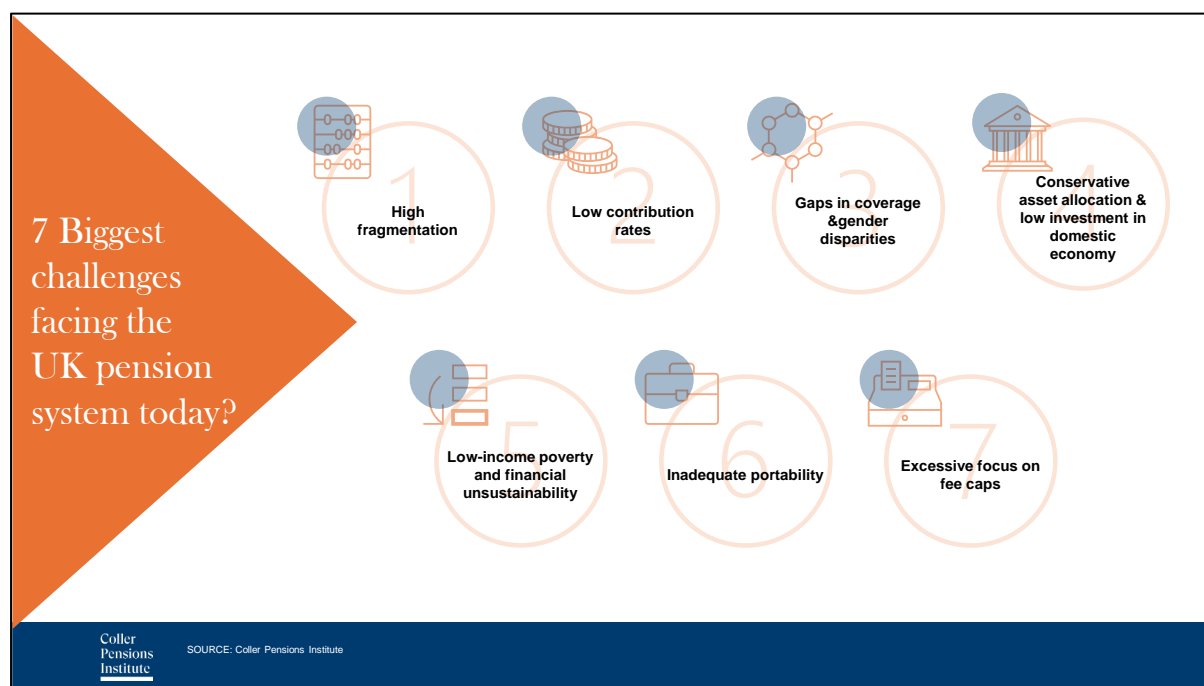 7 Biggest
challenges
facing the
UK pension
system today?
1
High
fragmentation
2
Low contribution
rates
3
Gaps in coverage
&gender
disparities
4
Conservative
asset allocation &
low investment in
domestic
economy
5
Low-income poverty
and financial
unsustainability
6
Inadequate portability
7
Excessive focus on
fee caps
Coller
Pensions
Institute
SOURCE: Coller Pensions Institute